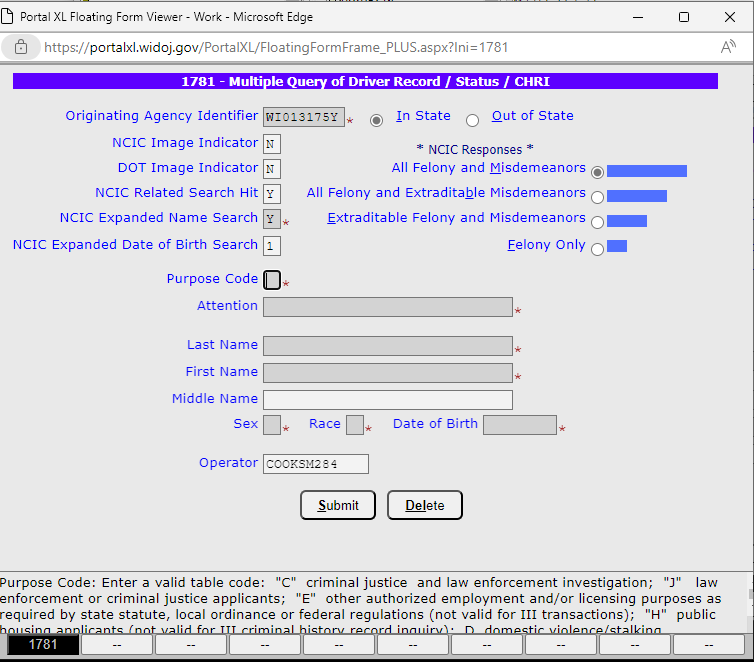 Portal XL Floating Form Viewer - Work - Microsoft Edge
https://portalxl.widoj.gov/PortalXL/FloatingFormFrame_PLUS.aspx?Ini=1781
1781 - Multiple Query of Driver Record / Status / CHRI
Originating Agency Identifier WI013175Y * In State Out of State
NCIC Image Indicator N
* NCIC Responses *
DOT Image Indicator N All Felony and Misdemeanors
NCIC Related Search Hit Y All Felony and Extraditable Misdemeanors
NCIC Expanded Name Search Y * Extraditable Felony and Misdemeanors
NCIC Expanded Date of Birth Search 1 Felony Only
Purpose Code *
Attention *
Last Name *
First Name *
Middle Name
Sex * Race * Date of Birth *
Operator COOKSM284
Submit Delete
Purpose Code: Enter a valid table code: "C" criminal justice and law enforcement investigation; "J" law
enforcement or criminal justice applicants; "E" other authorized employment and/or licensing purposes as
required by state statute, local ordinance or federal regulations (not valid for III transactions); "H" public
housing applicants (not valid for III criminal history record inquiry); D domestic violence/stalking
1781 -- -- -- -- -- -- -- -- --